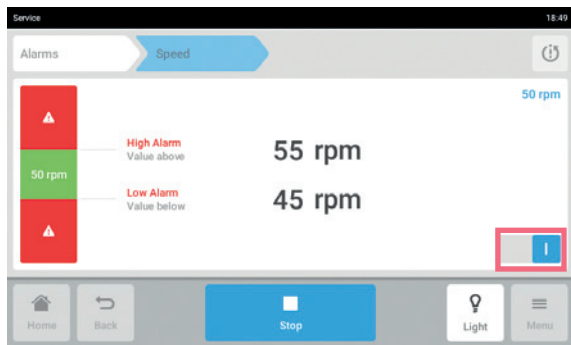 Service
18:49
Alarms
Speed
50 rpm
High Alarm
Value above
55 rpm
50 rpm
Low Alarm
Value below
45 rpm
I
Home
Back
Stop
Light
Menu